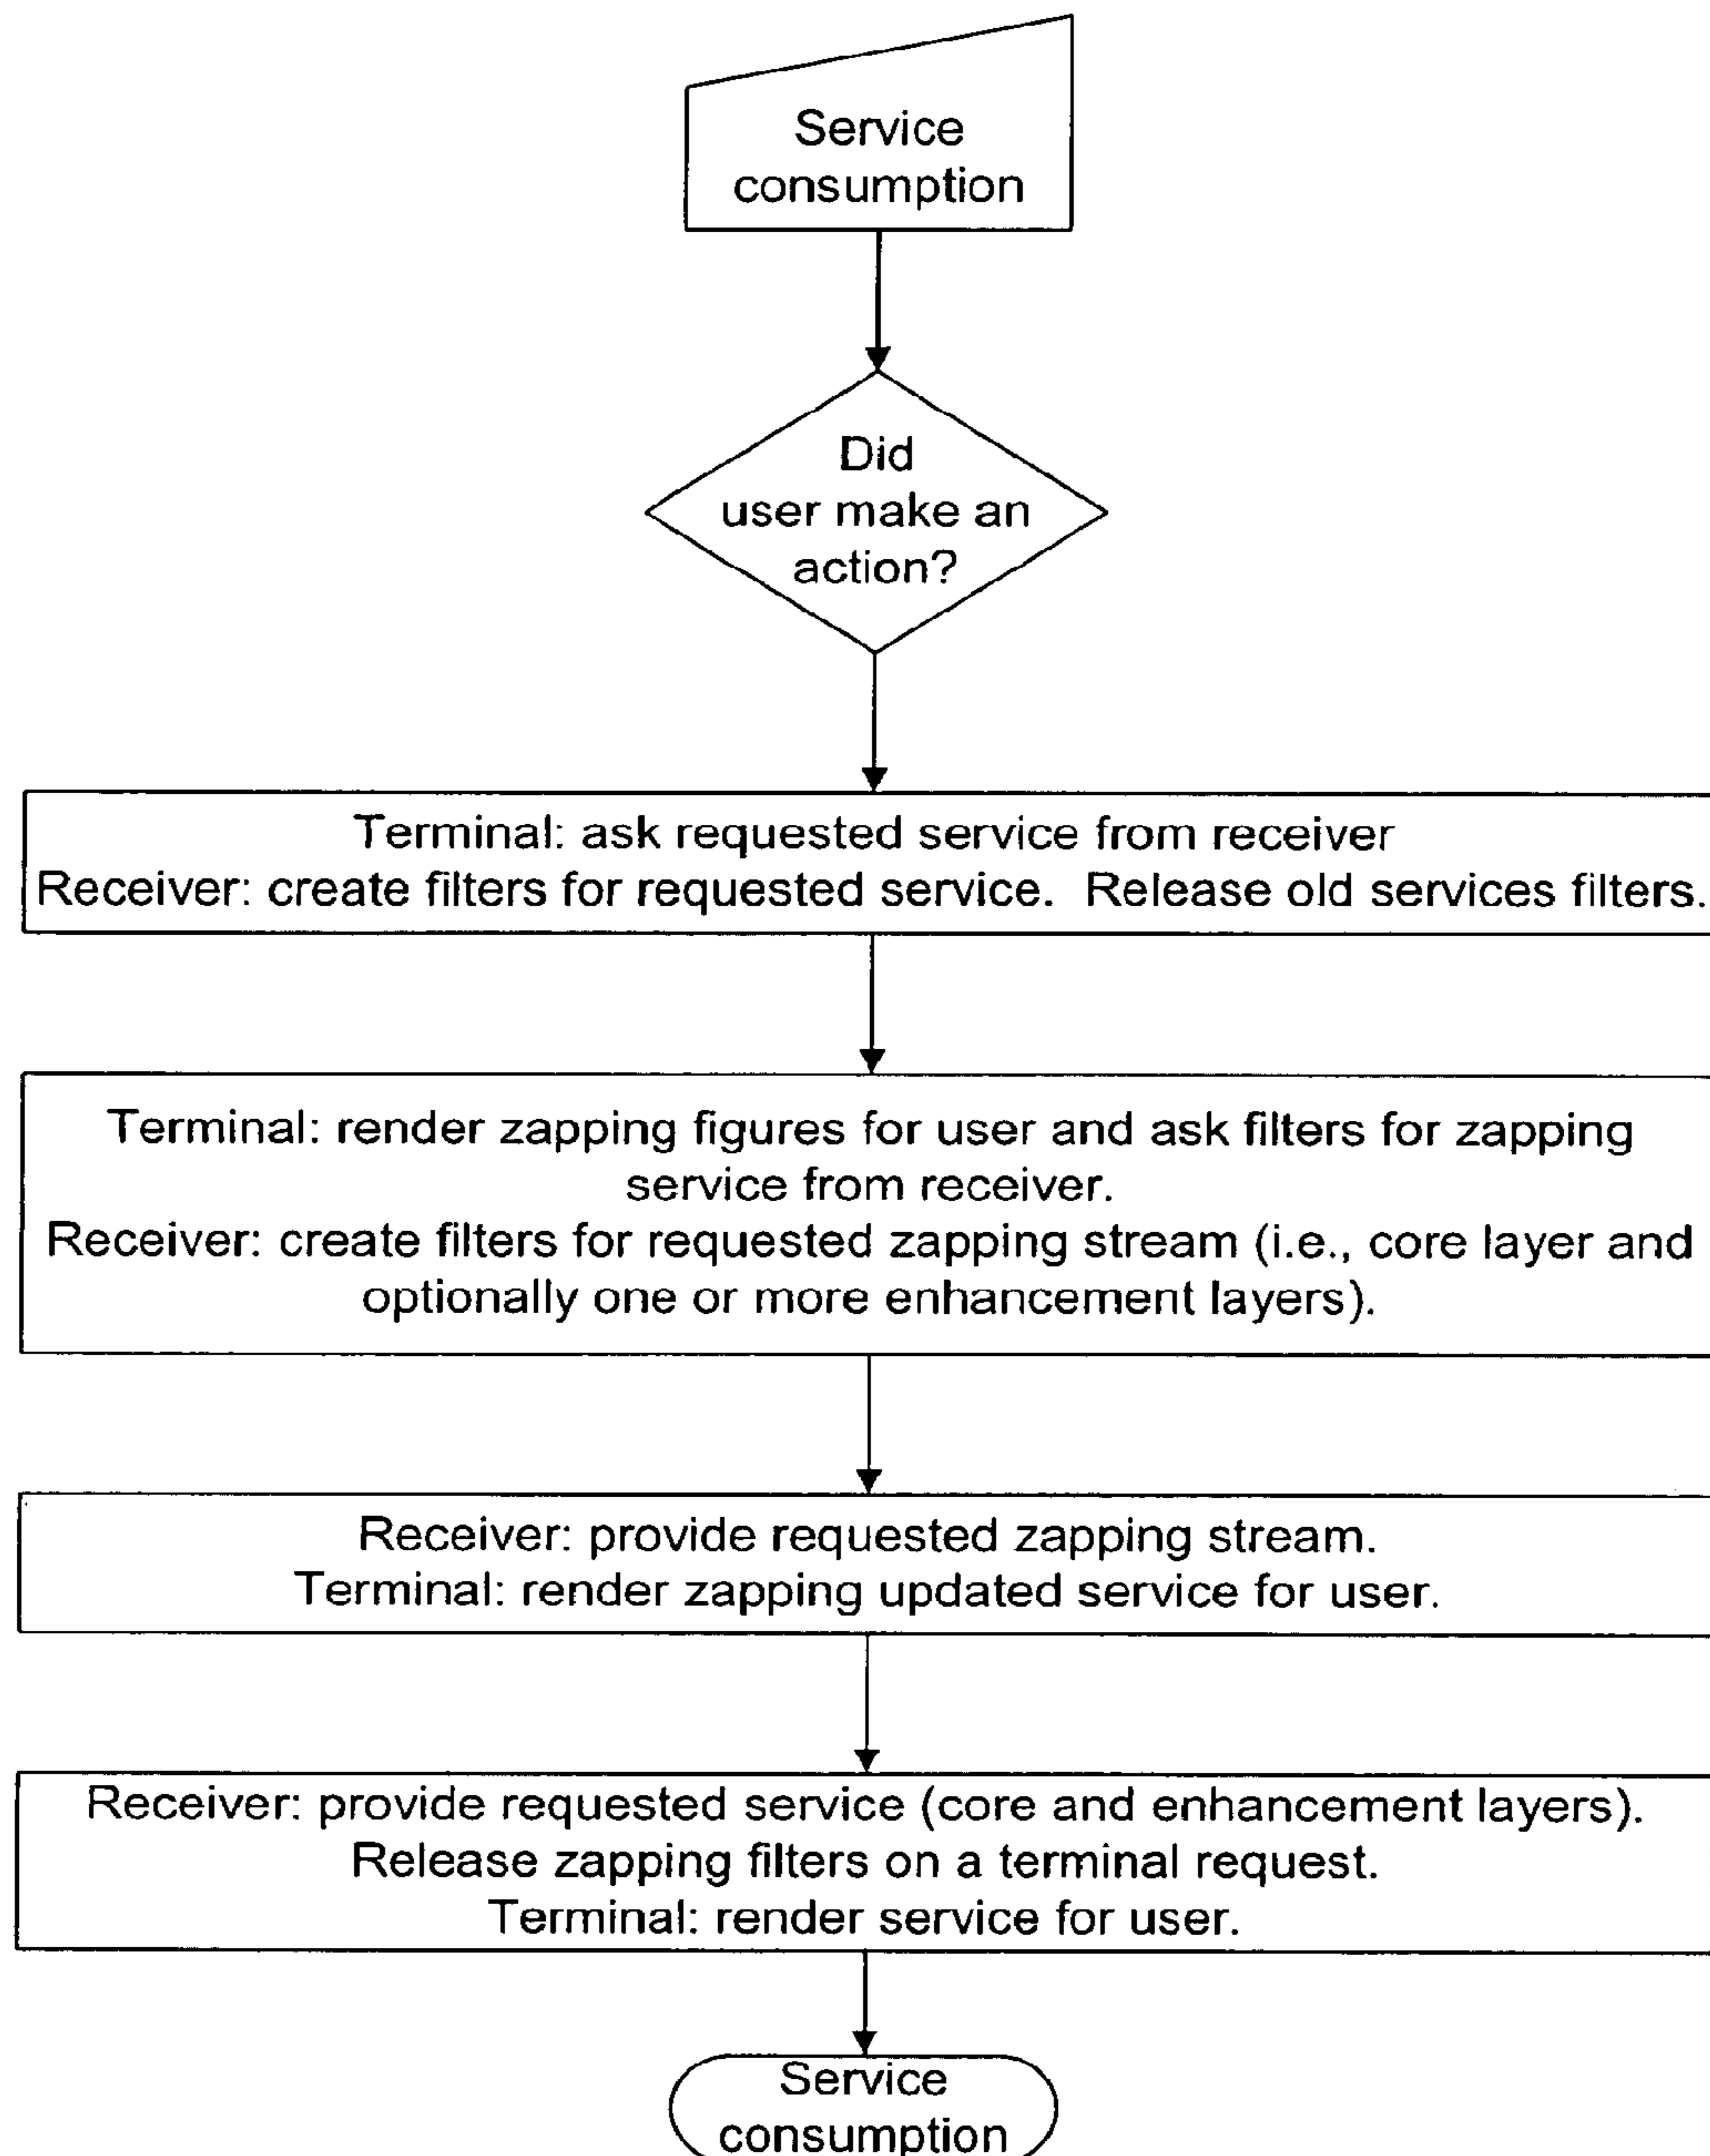 Service
consumption
Did
user make an
action?
Terminal: ask requested service from receiver
Receiver: create filters for requested service. Release old services filters.
Terminal: render zapping figures for user and ask filters for zapping
service from receiver.
Receiver: create filters for requested zapping stream (i.e., core layer and
optionally one or more enhancement layers).
Receiver: provide requested zapping stream.
Terminal: render zapping updated service for user.
Receiver: provide requested service (core and enhancement layers).
Release zapping filters on a terminal request.
Terminal: render service for user.
Service
consumption